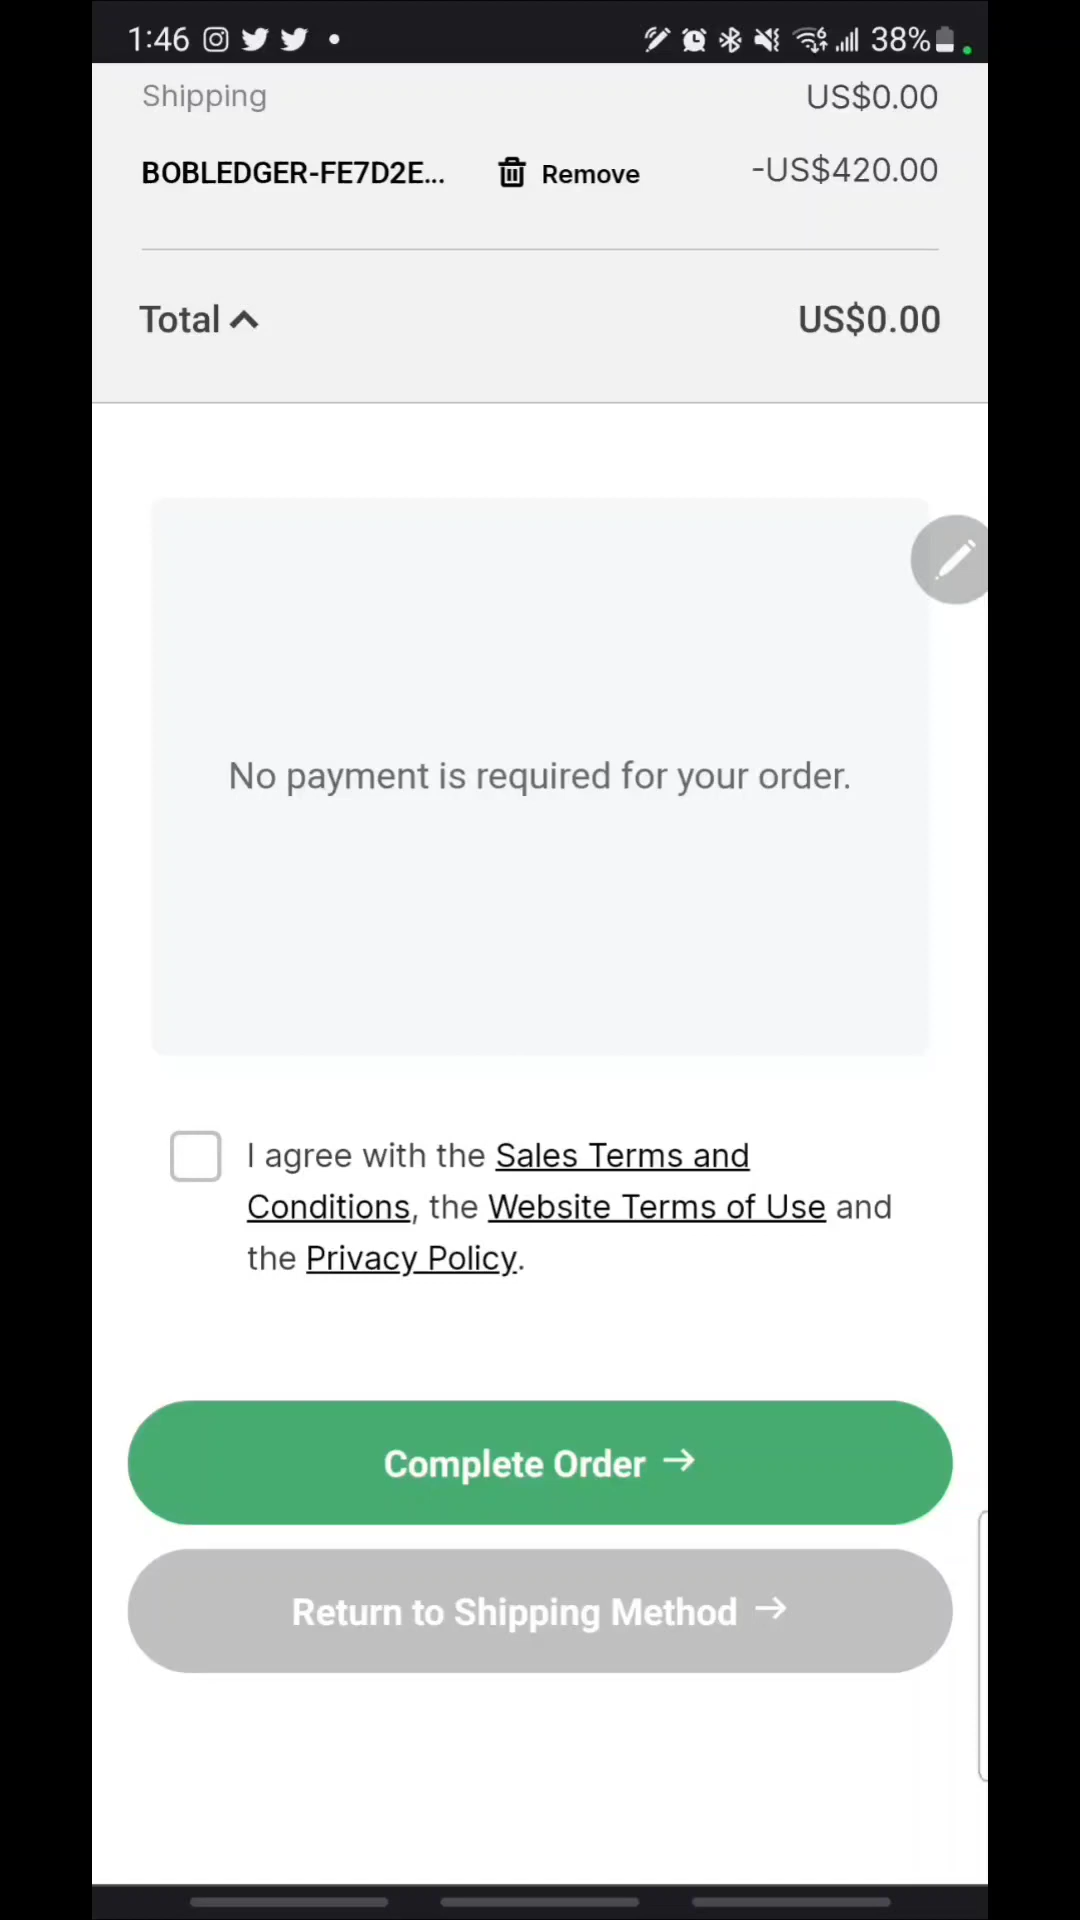 1:46 38%
Shipping US$0.00
BOBLEDGER-FE7D2E... Remove -US$420.00
Total US$0.00
No payment is required for your order.
I agree with the Sales Terms and
Conditions, the Website Terms of Use and
the Privacy Policy.
Complete Order →
Return to Shipping Method →